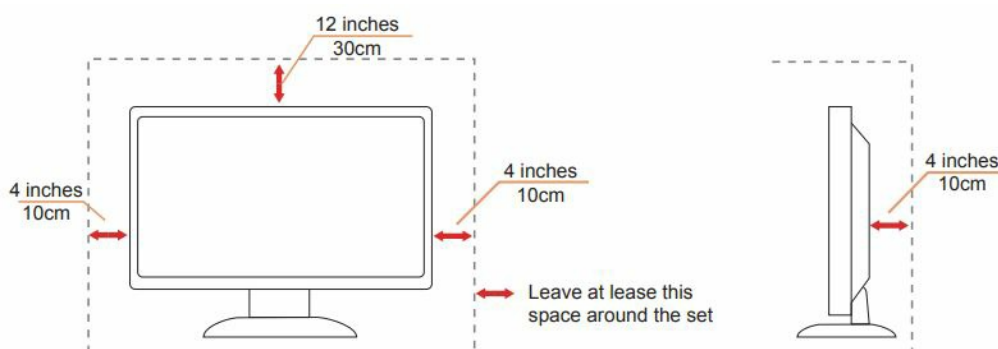 12 inches
30cm
4 inches
10cm
4 inches
10cm
4 inches
10cm
Leave at lease this
space around the set